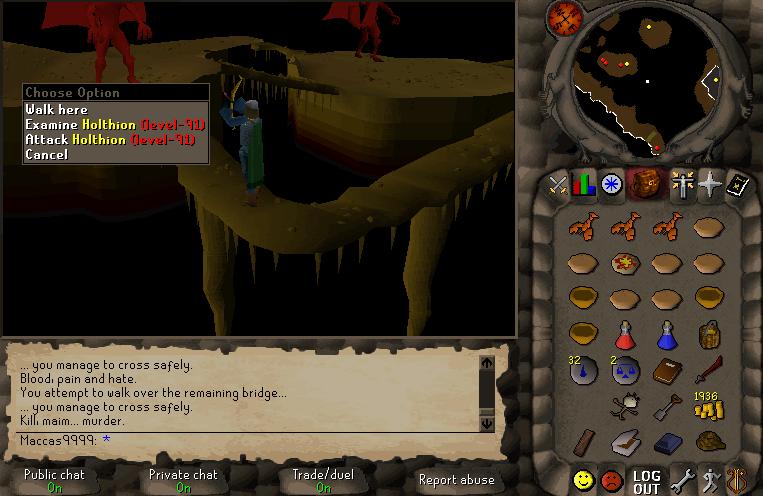 Choose Option
Walk here
Examine Holthion (level-91)
Attack Holthion (level-91)
Cancel
... you manage to cross safely.
Blood, pain and hate.
You attempt to walk over the remaining bridge...
... you manage to cross safely.
Kill, maim... murder.
Maccas9999: *
32
2
1936
Public chat
On
Private chat
On
Trade/duel
On
Report abuse
LOG
OUT